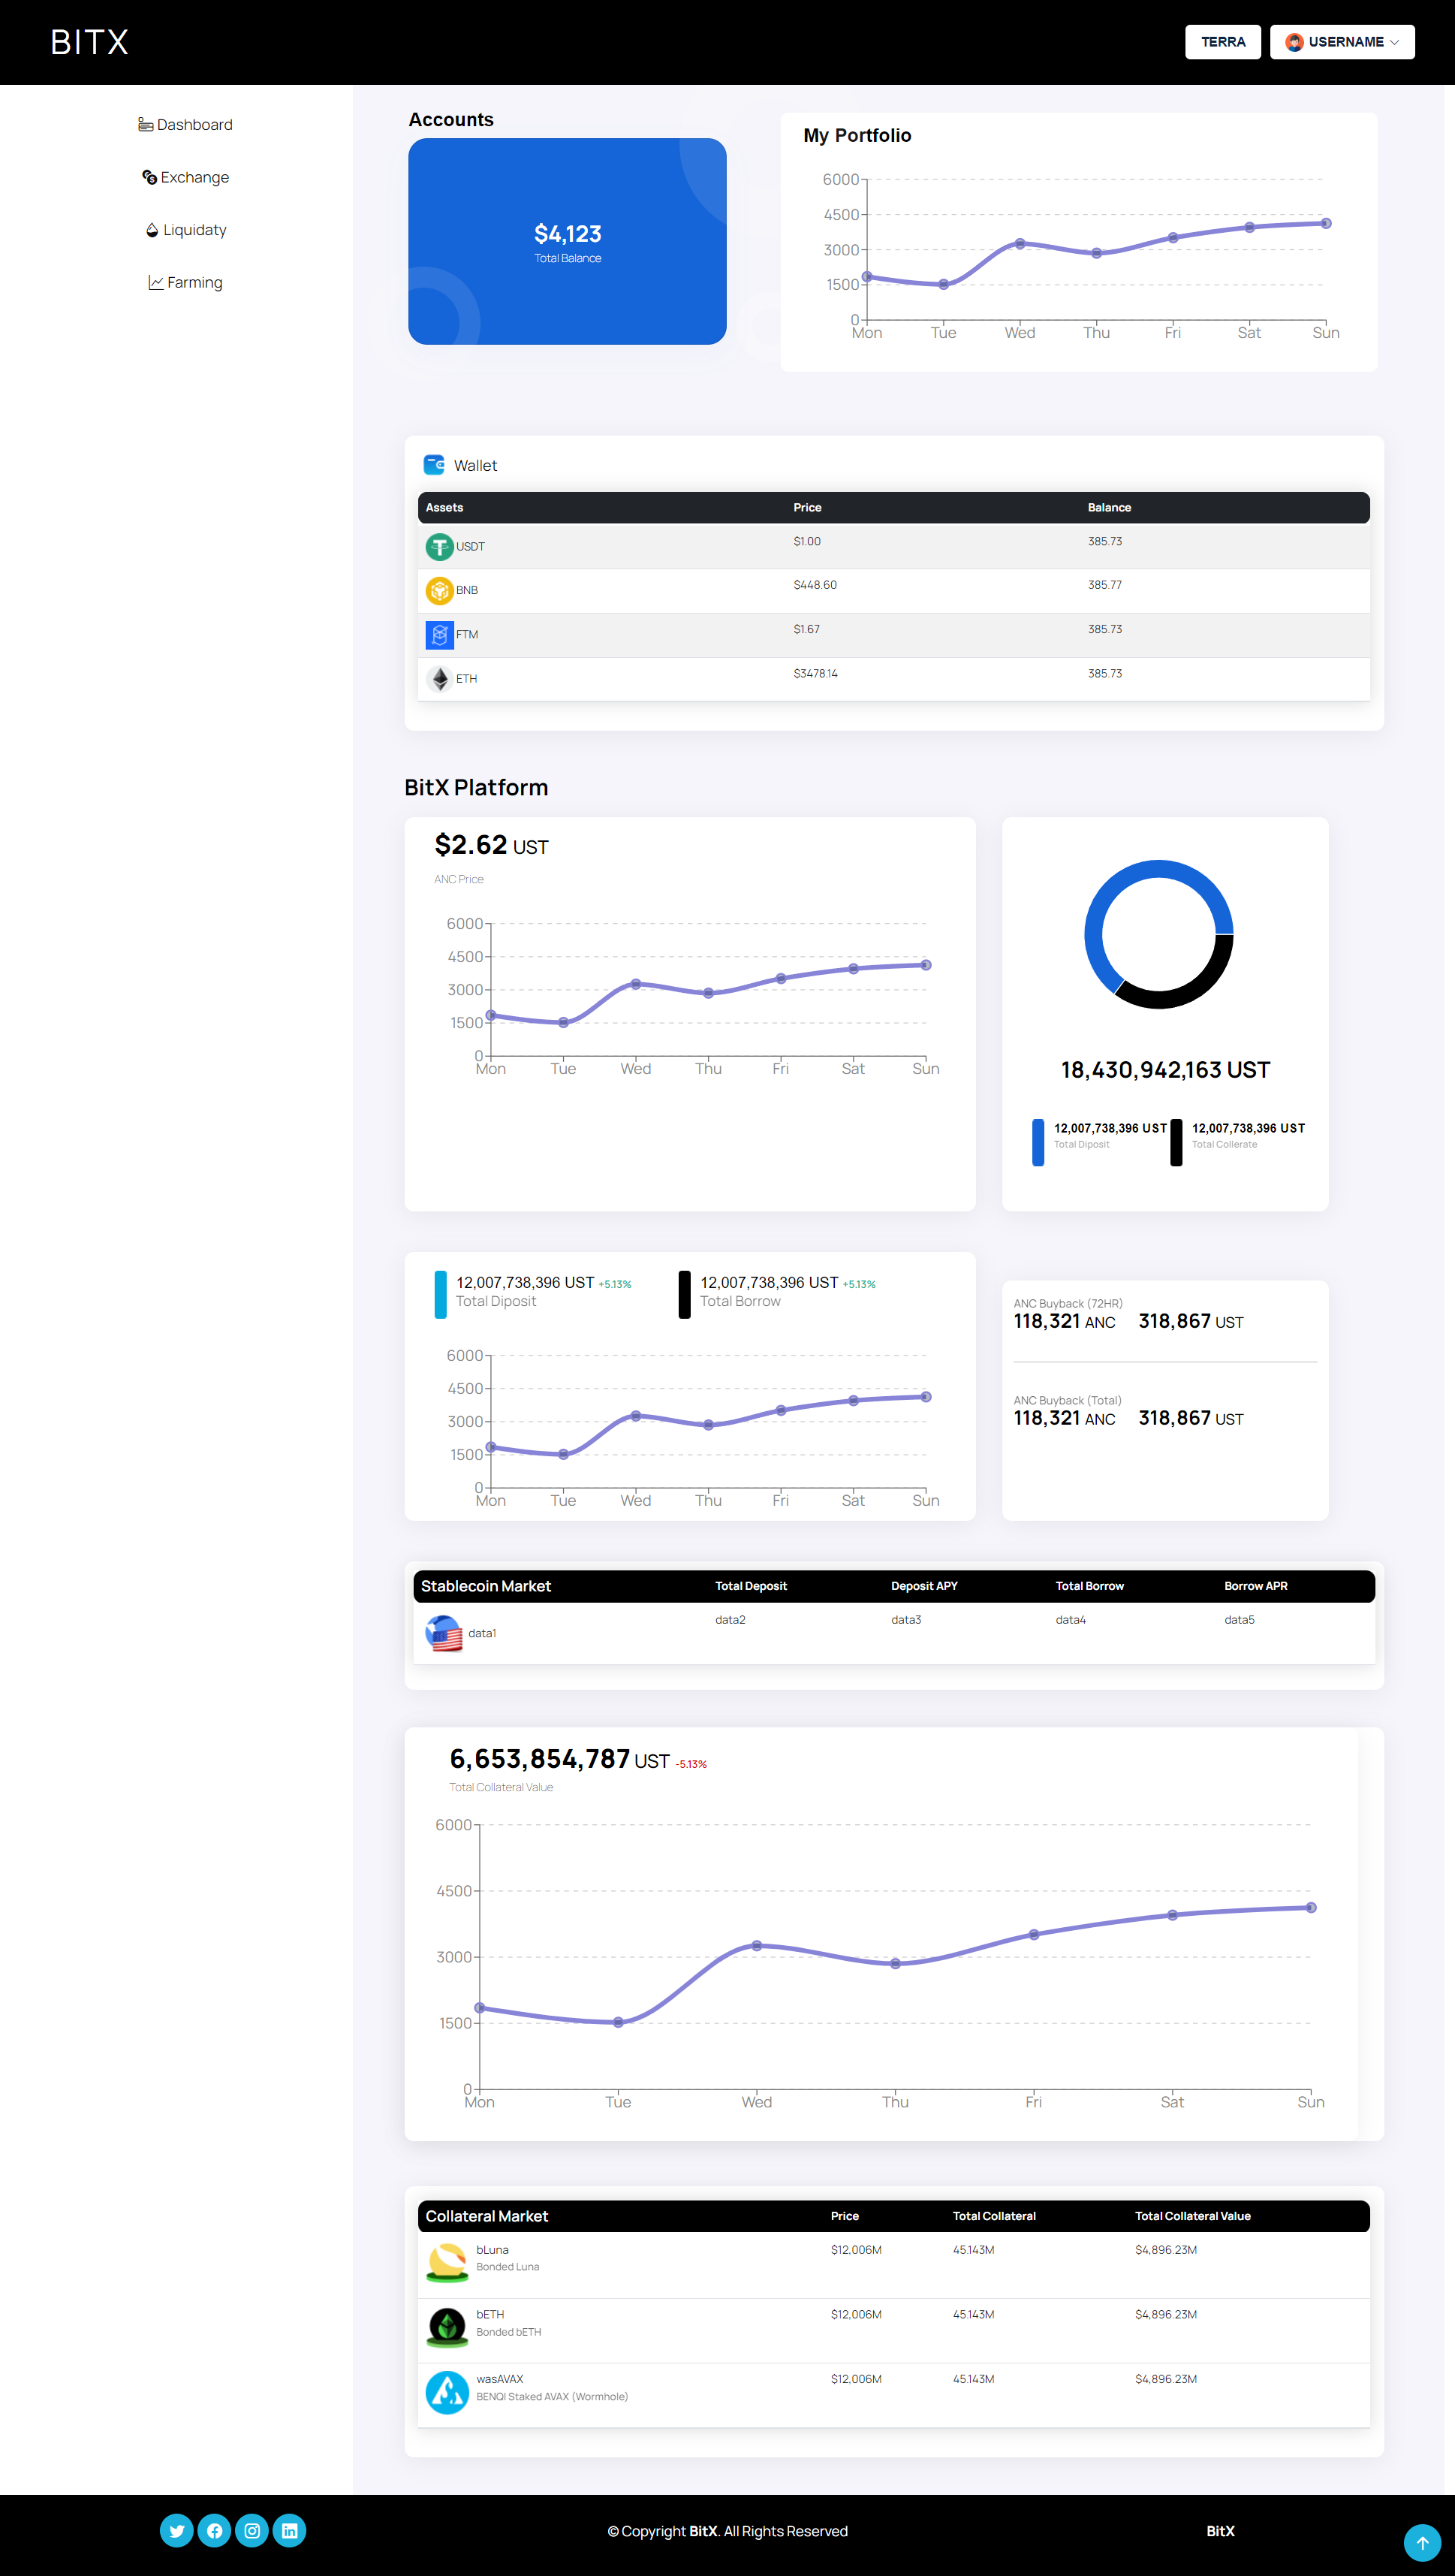 BITX
TERRA
USERNAME
Dashboard
Exchange
Liquidaty
Farming
Accounts
$4,123
Total Balance
My Portfolio
6000
4500
3000
1500
0
Mon Tue Wed Thu Fri Sat Sun
Wallet
Assets Price Balance
USDT $1.00 385.73
BNB $448.60 385.77
FTM $1.67 385.73
ETH $3478.14 385.73
BitX Platform
$2.62 UST
ANC Price
6000
4500
3000
1500
0
Mon Tue Wed Thu Fri Sat Sun
18,430,942,163 UST
12,007,738,396 UST
Total Diposit
12,007,738,396 UST
Total Collerate
12,007,738,396 UST +5.13%
Total Diposit
12,007,738,396 UST +5.13%
Total Borrow
6000
4500
3000
1500
0
Mon Tue Wed Thu Fri Sat Sun
ANC Buyback (72HR)
118,321 ANC 318,867 UST
ANC Buyback (Total)
118,321 ANC 318,867 UST
Stablecoin Market Total Deposit Deposit APY Total Borrow Borrow APR
data1 data2 data3 data4 data5
6,653,854,787 UST -5.13%
Total Collateral Value
6000
4500
3000
1500
0
Mon Tue Wed Thu Fri Sat Sun
Collateral Market Price Total Collateral Total Collateral Value
bLuna $12,006M 45.143M $4,896.23M
Bonded Luna
bETH $12,006M 45.143M $4,896.23M
Bonded bETH
wasAVAX $12,006M 45.143M $4,896.23M
BENQI Staked AVAX (Wormhole)
© Copyright BitX. All Rights Reserved
BitX